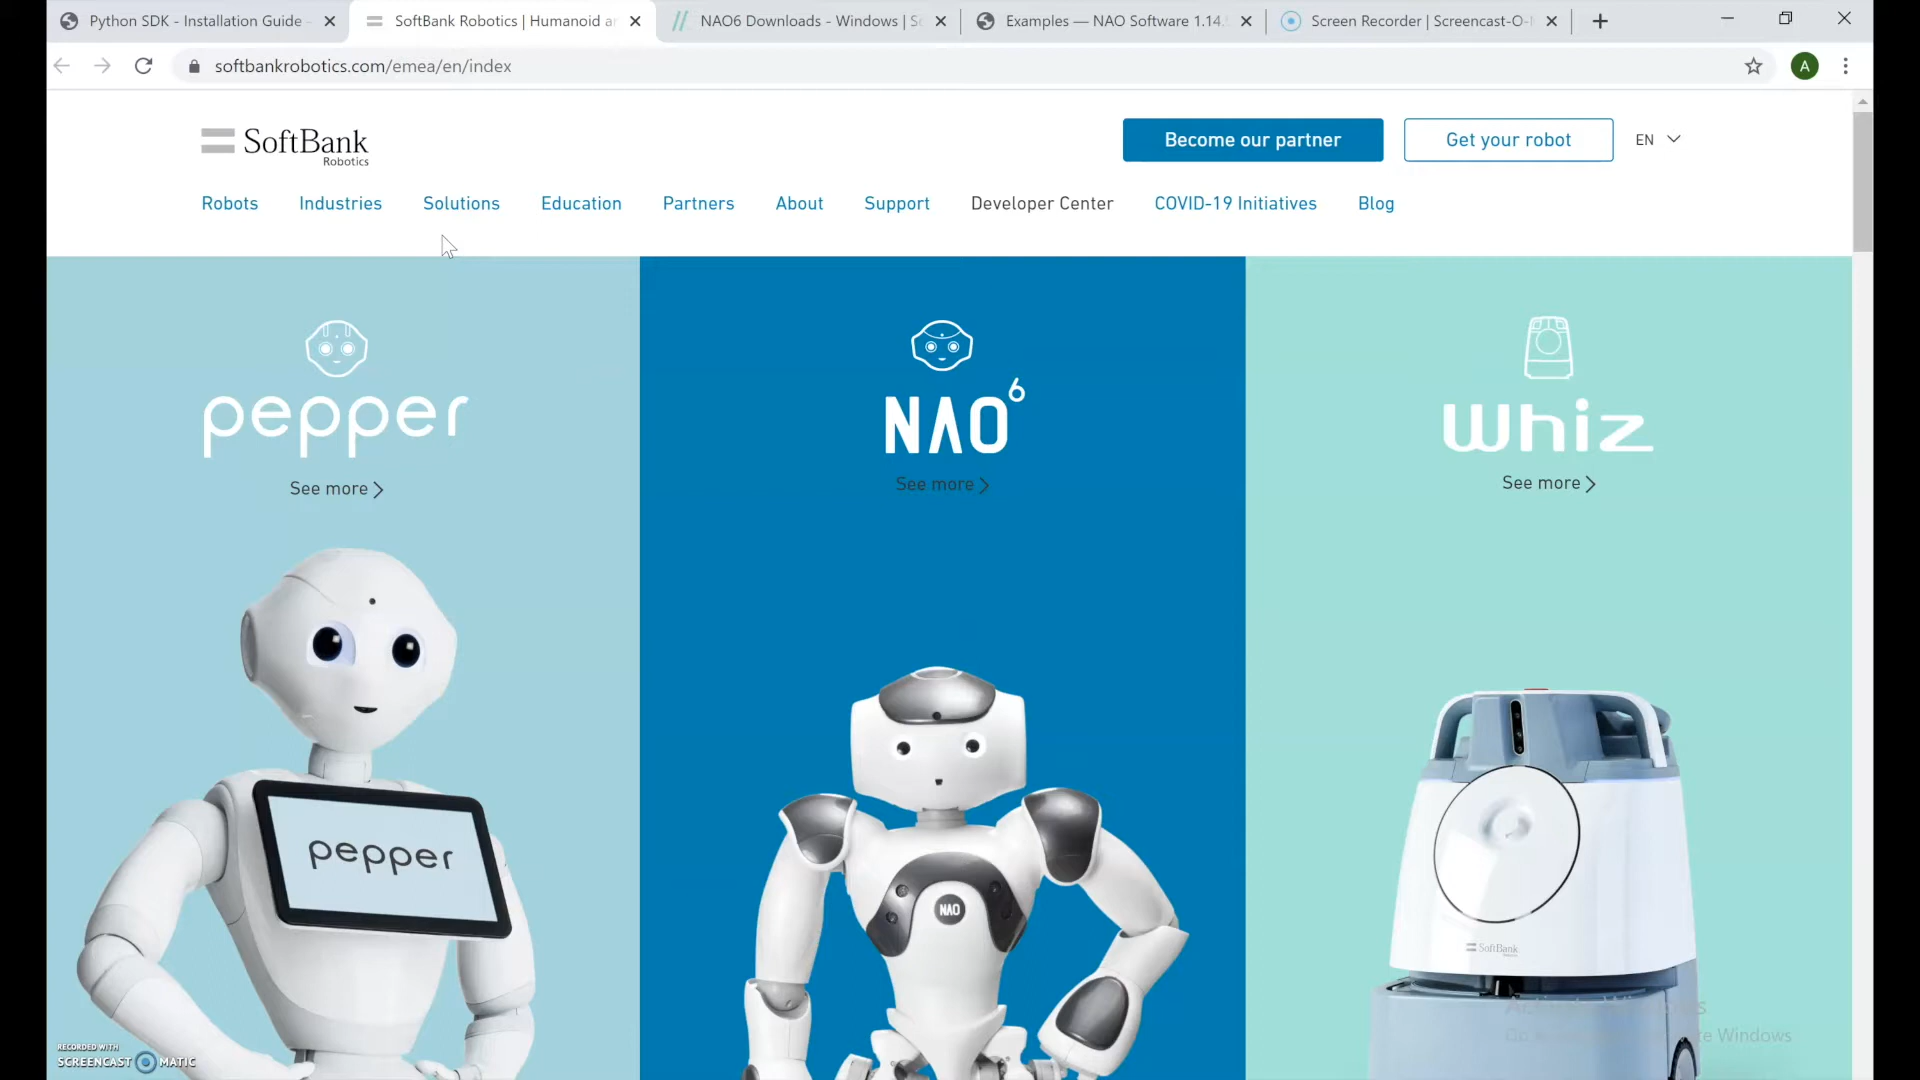 Python SDK - Installation Guide -
SoftBank Robotics | Humanoid a
NAO6 Downloads - Windows | S
Examples — NAO Software 1.14.
Screen Recorder | Screencast-O-
softbankrobotics.com/emea/en/index
A
SoftBank
Robotics
Become our partner
Get your robot
EN
Robots
Industries
Solutions
Education
Partners
About
Support
Developer Center
COVID-19 Initiatives
Blog
pepper
See more
NAO6
See more
Whiz
See more
pepper
NAO
SoftBank
RECORDED WITH
SCREENCAST MATIC
Windows